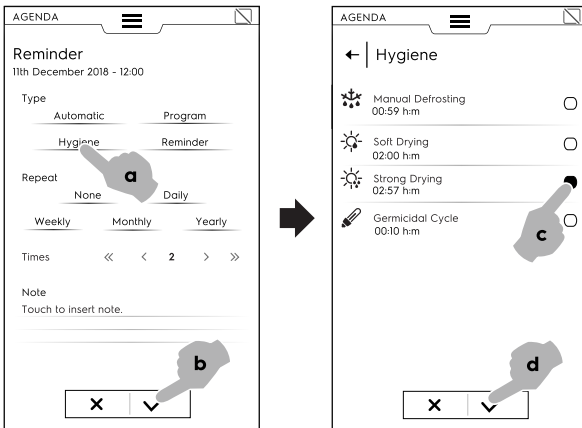 AGENDA
Reminder
11th December 2018 - 12:00
Type
Automatic Program
Hygiene Reminder
a
Repeat
None Daily
Weekly Monthly Yearly
Times << < 2 > >>
Note
Touch to insert note.
b
AGENDA
Hygiene
Manual Defrosting
00:59 h:m
Soft Drying
02:00 h:m
Strong Drying
02:57 h:m
Germicidal Cycle
00:10 h:m
c
d